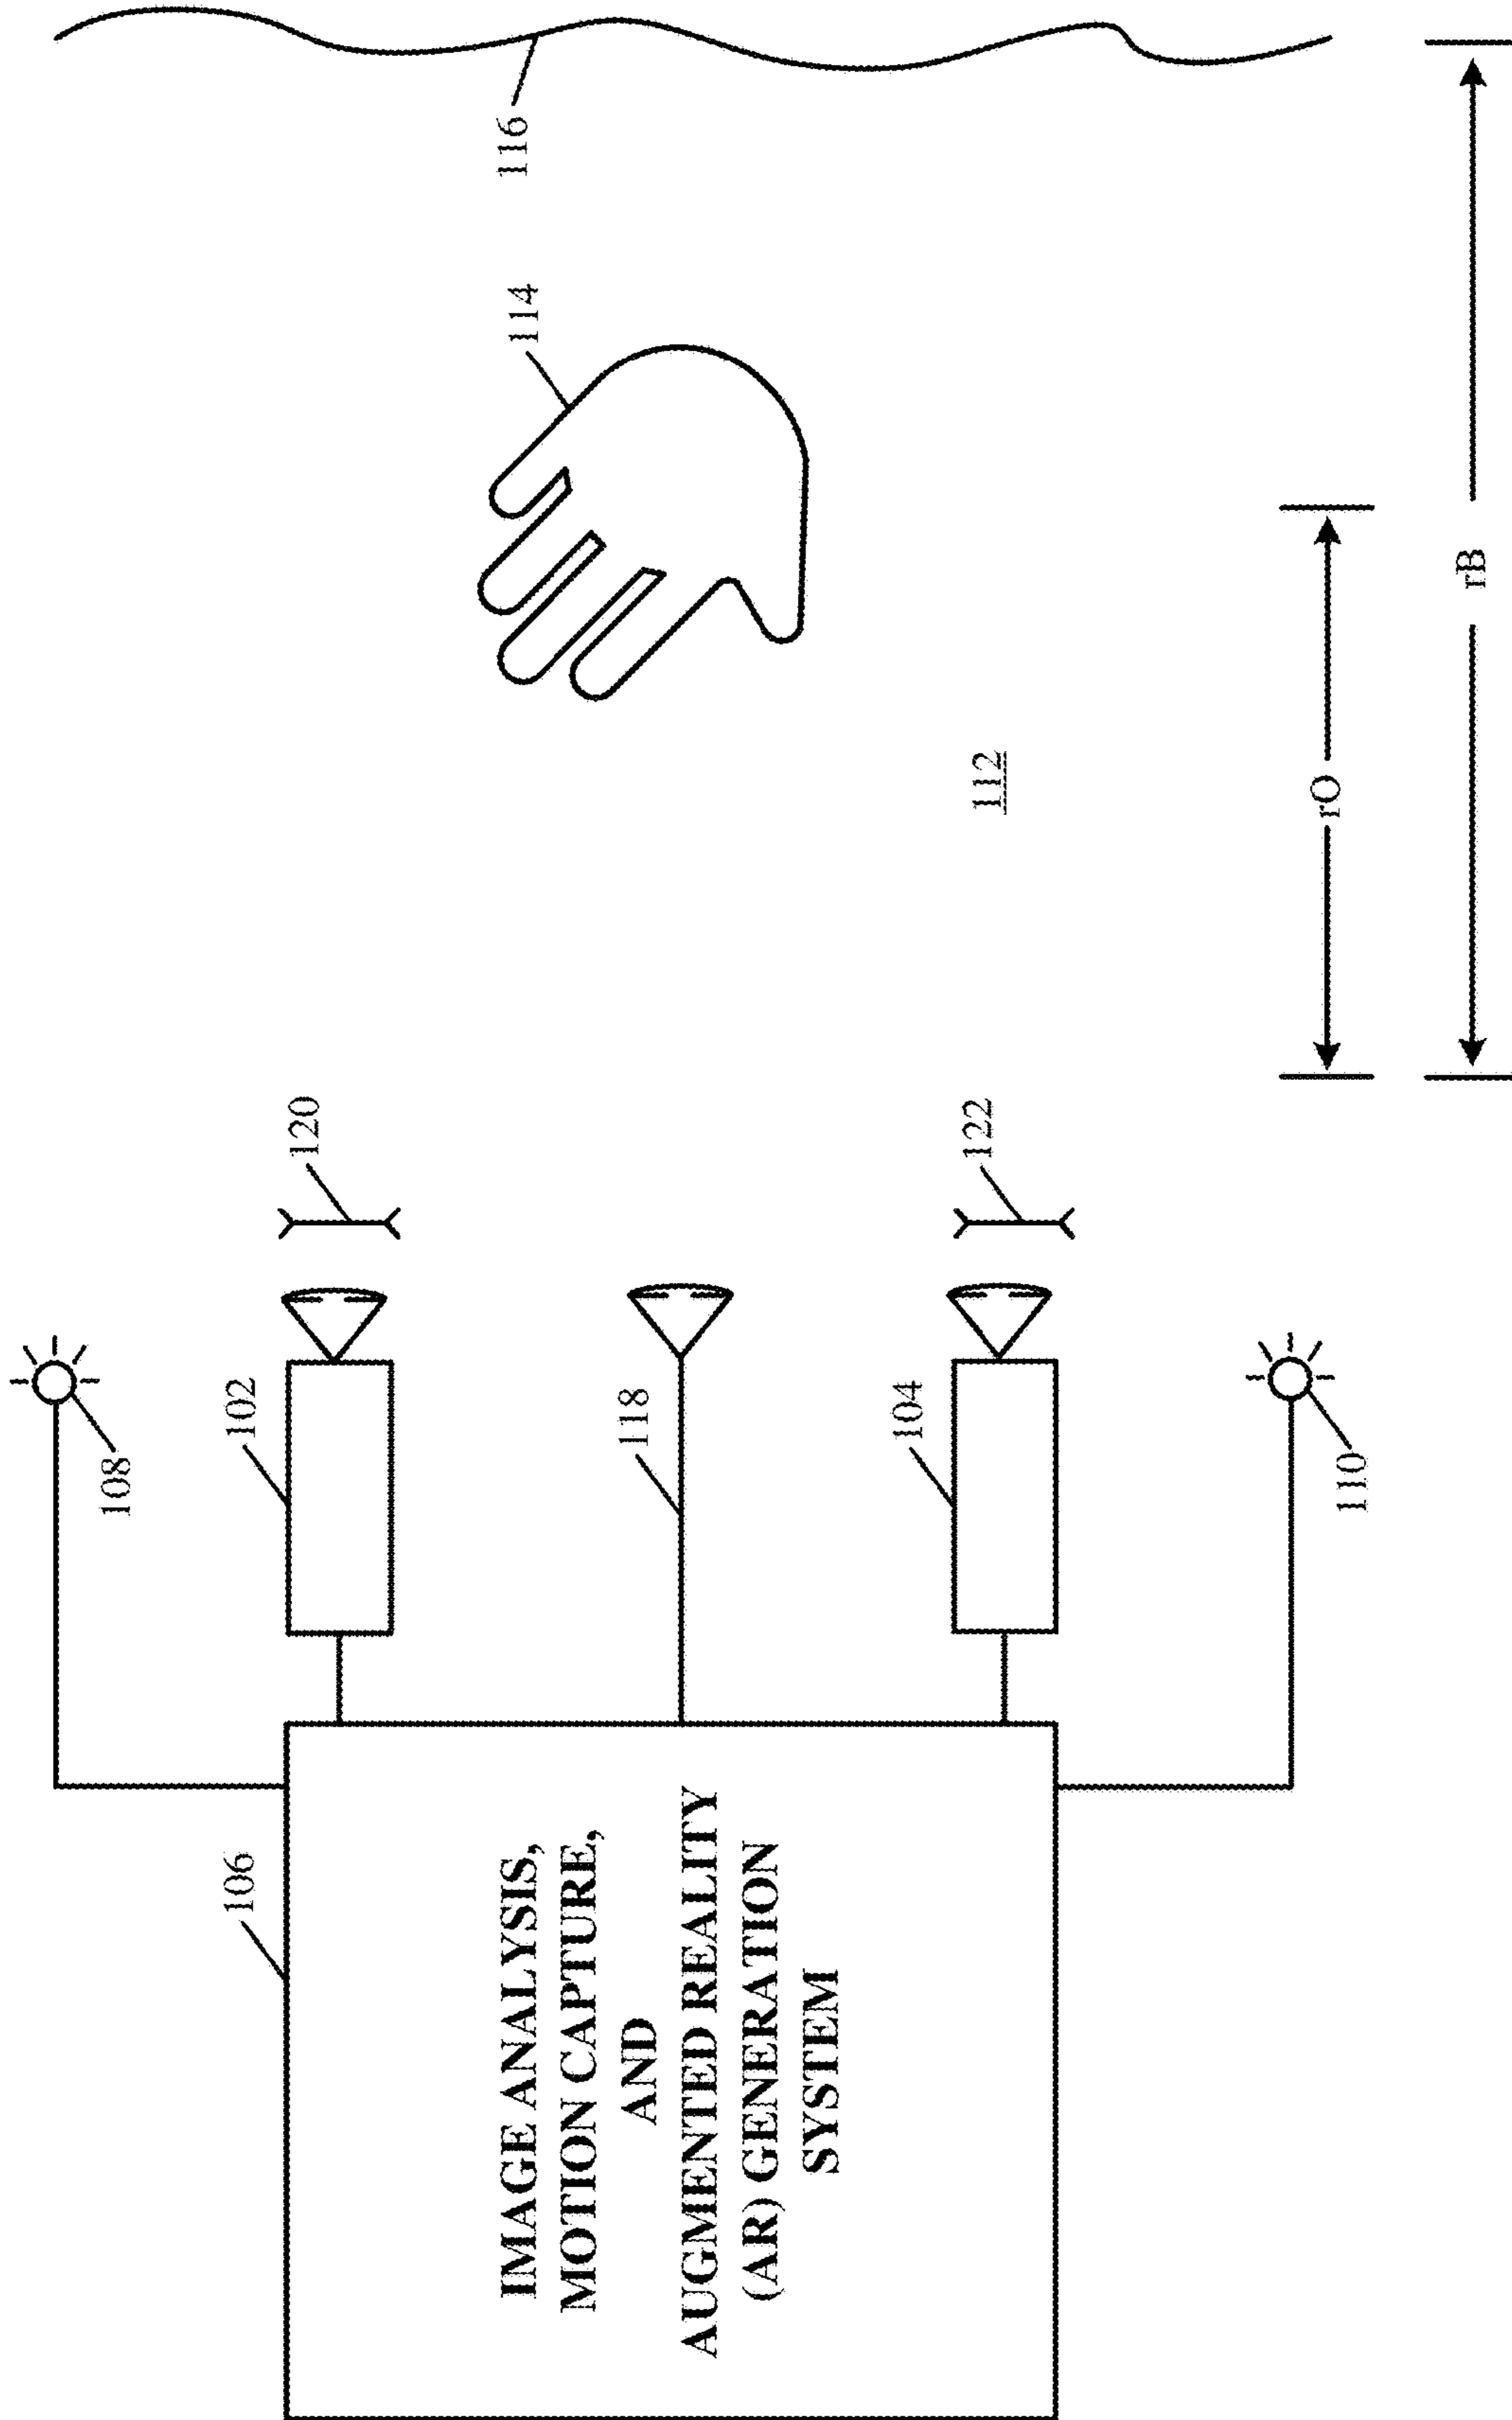 106
IMAGE ANALYSIS,
MOTION CAPTURE,
AND
AUGMENTED REALITY
(AR) GENERATION
SYSTEM
108
102
118
104
110
120
122
112
114
116
rO
rB